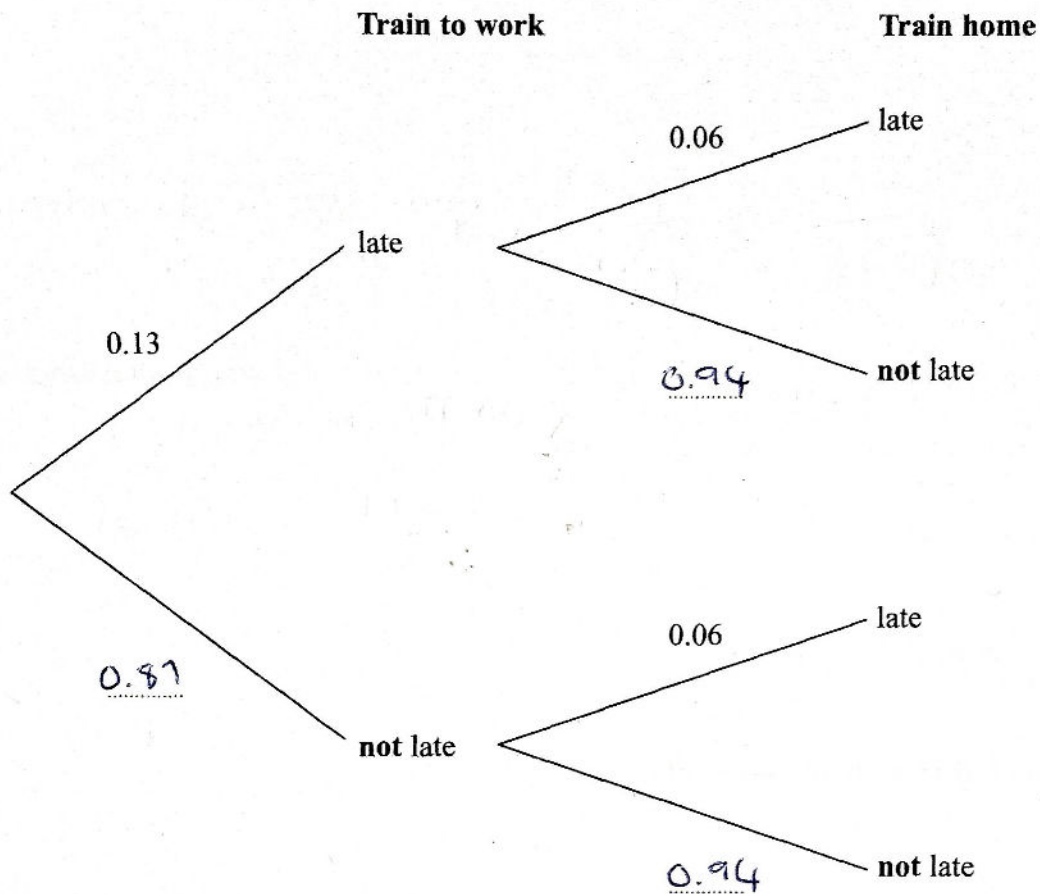 Train to work Train home
late
0.06
late
0.13
0.94
not late
late
0.06
0.87
not late
0.94
not late